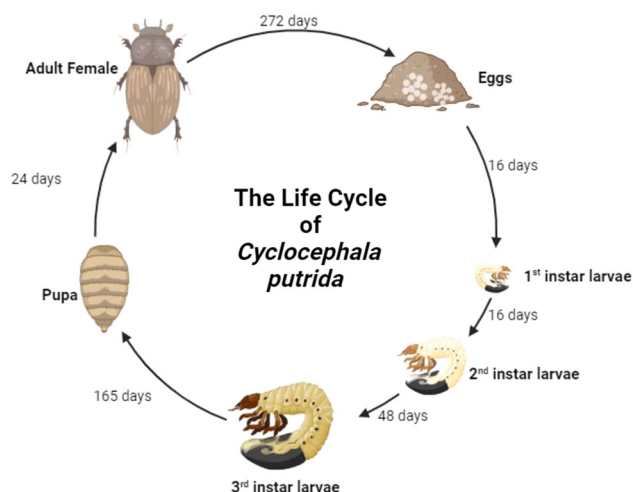 272 days
Adult Female
Eggs
16 days
24 days
The Life Cycle
of
Cyclocephala
putrida
1st instar larvae
Pupa
16 days
2nd instar larvae
165 days
48 days
3rd instar larvae